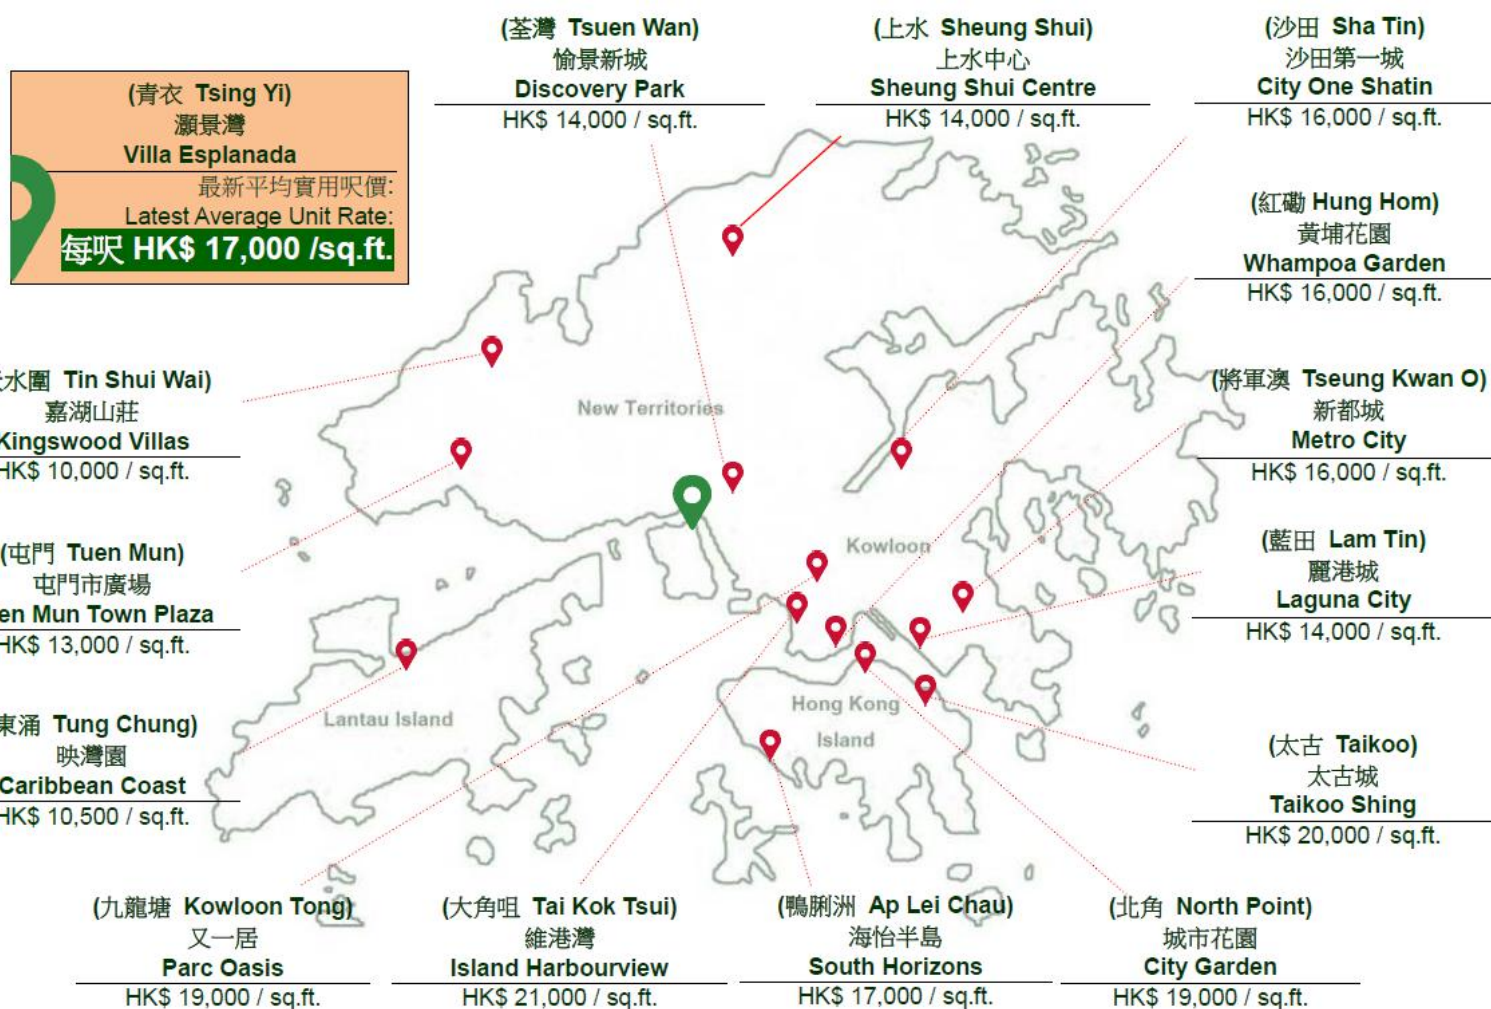 (荃灣 Tsuen Wan)
愉景新城
Discovery Park
HK$ 14,000 / sq.ft.
(上水 Sheung Shui)
上水中心
Sheung Shui Centre
HK$ 14,000 / sq.ft.
(沙田 Sha Tin)
沙田第一城
City One Shatin
HK$ 16,000 / sq.ft.
(青衣 Tsing Yi)
灝景灣
Villa Esplanada
最新平均實用呎價:
Latest Average Unit Rate:
每呎 HK$ 17,000 /sq.ft.
(紅磡 Hung Hom)
黃埔花園
Whampoa Garden
HK$ 16,000 / sq.ft.
水圍 Tin Shui Wai)
嘉湖山莊
Kingswood Villas
HK$ 10,000 / sq.ft.
New Territories
(將軍澳 Tseung Kwan O)
新都城
Metro City
HK$ 16,000 / sq.ft.
(屯門 Tuen Mun)
屯門市廣場
en Mun Town Plaza
HK$ 13,000 / sq.ft.
Kowloon
(藍田 Lam Tin)
麗港城
Laguna City
HK$ 14,000 / sq.ft.
東涌 Tung Chung)
映灣園
Caribbean Coast
HK$ 10,500 / sq.ft.
Lantau Island
Hong Kong
Island
(太古 Taikoo)
太古城
Taikoo Shing
HK$ 20,000 / sq.ft.
(九龍塘 Kowloon Tong)
又一居
Parc Oasis
HK$ 19,000 / sq.ft.
(大角咀 Tai Kok Tsui)
維港灣
Island Harbourview
HK$ 21,000 / sq.ft.
(鴨脷洲 Ap Lei Chau)
海怡半島
South Horizons
HK$ 17,000 / sq.ft.
(北角 North Point)
城市花園
City Garden
HK$ 19,000 / sq.ft.